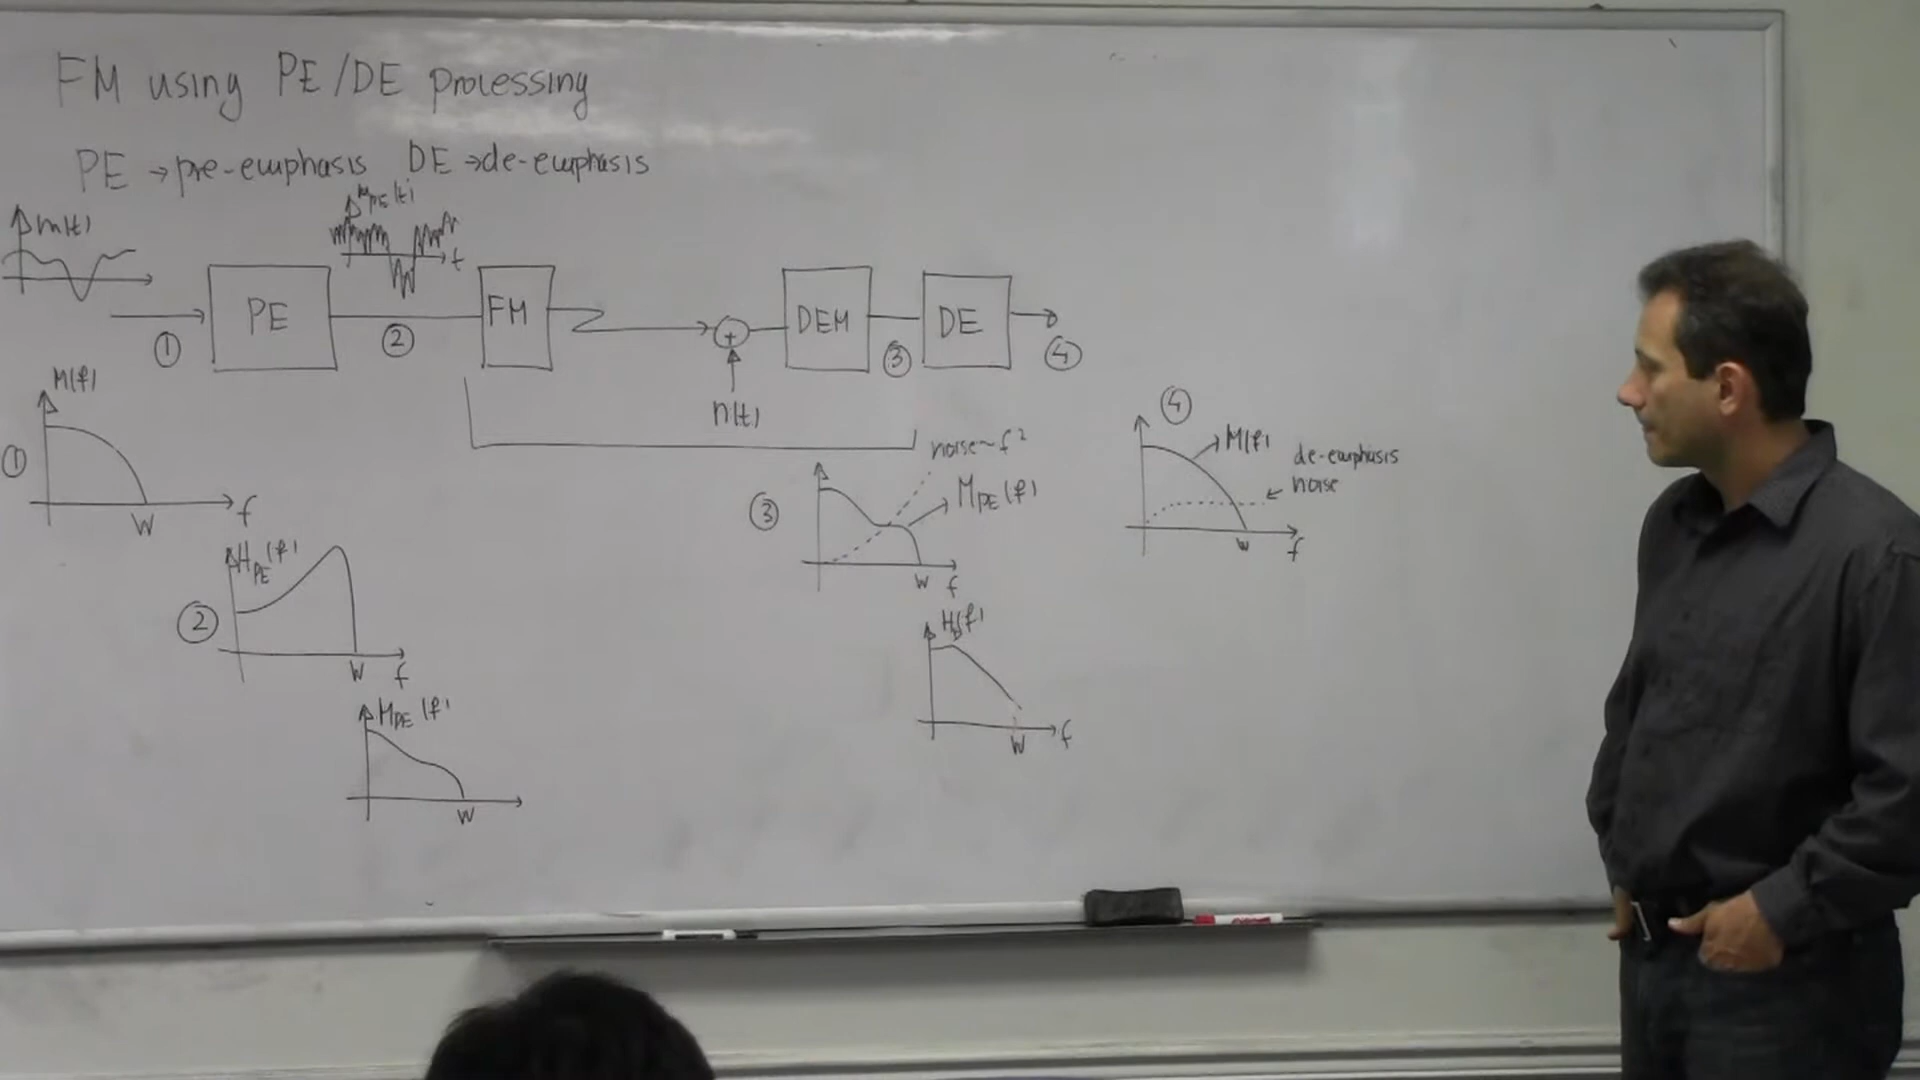 FM using PE/DE processing
PE → pre-emphasis DE → de-emphasis
m(t)
m_PE(t)
t
PE
FM
+
DEM
DE
①
②
③
④
n(t)
M(f)
①
W
f
H_PE(f)
②
W
f
M_PE(f)
W
noise ~ f²
③
M_PE(f)
W
f
H_D(f)
W
f
④
M(f)
de-emphasis
noise
W
f